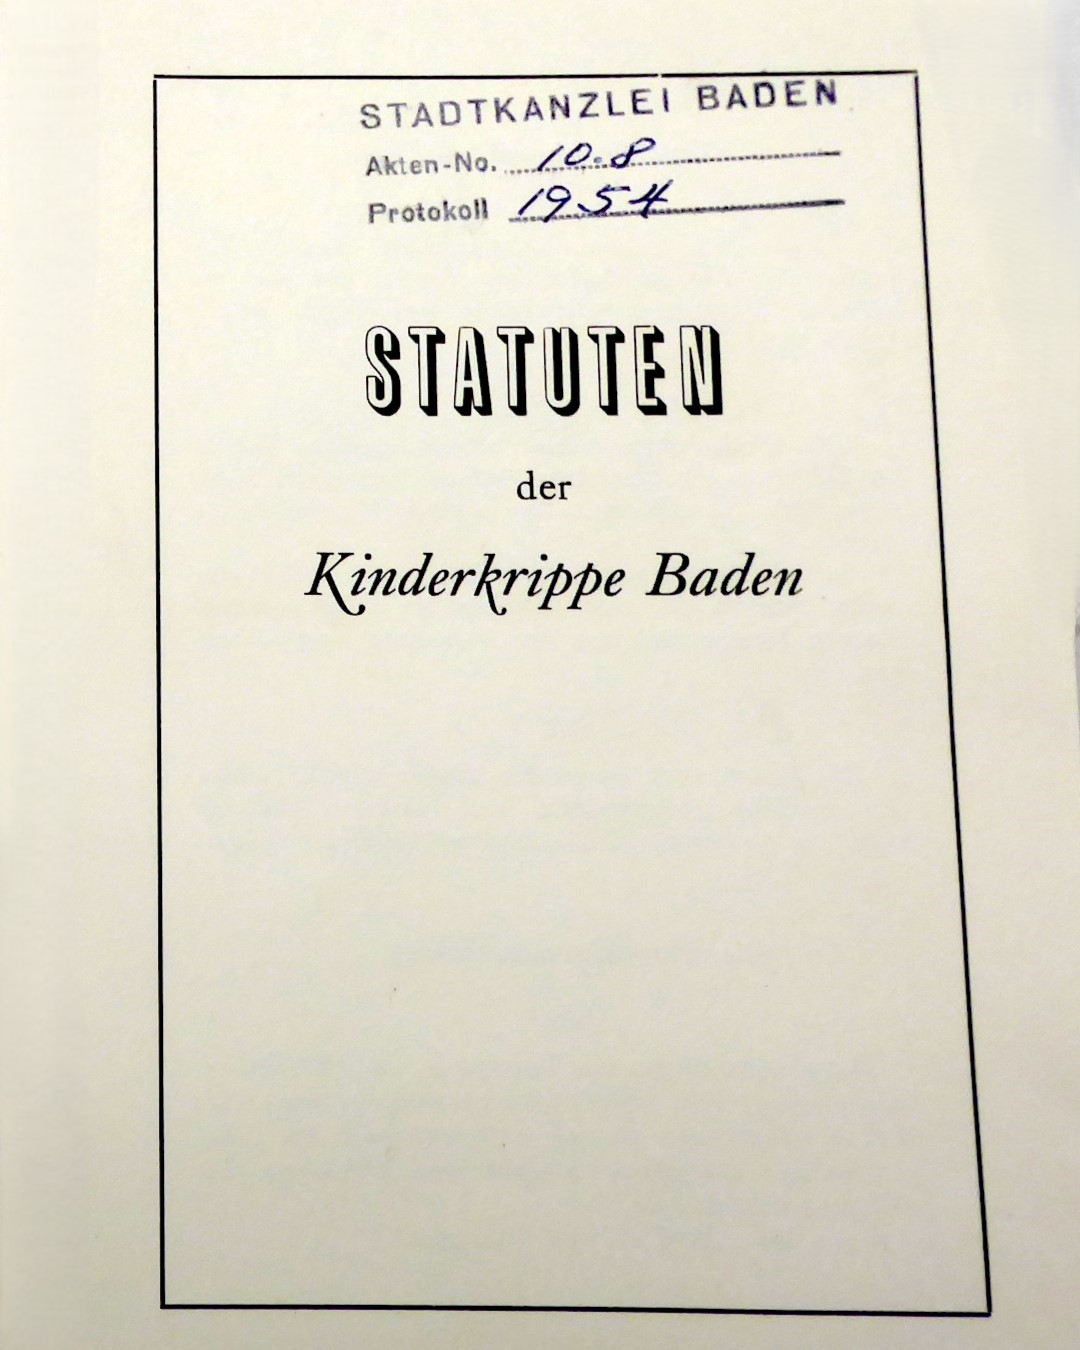 STADTKANZLEI BADEN
Akten-No. 10.8
Protokoll 1954
STATUTEN
der
Kinderkrippe Baden